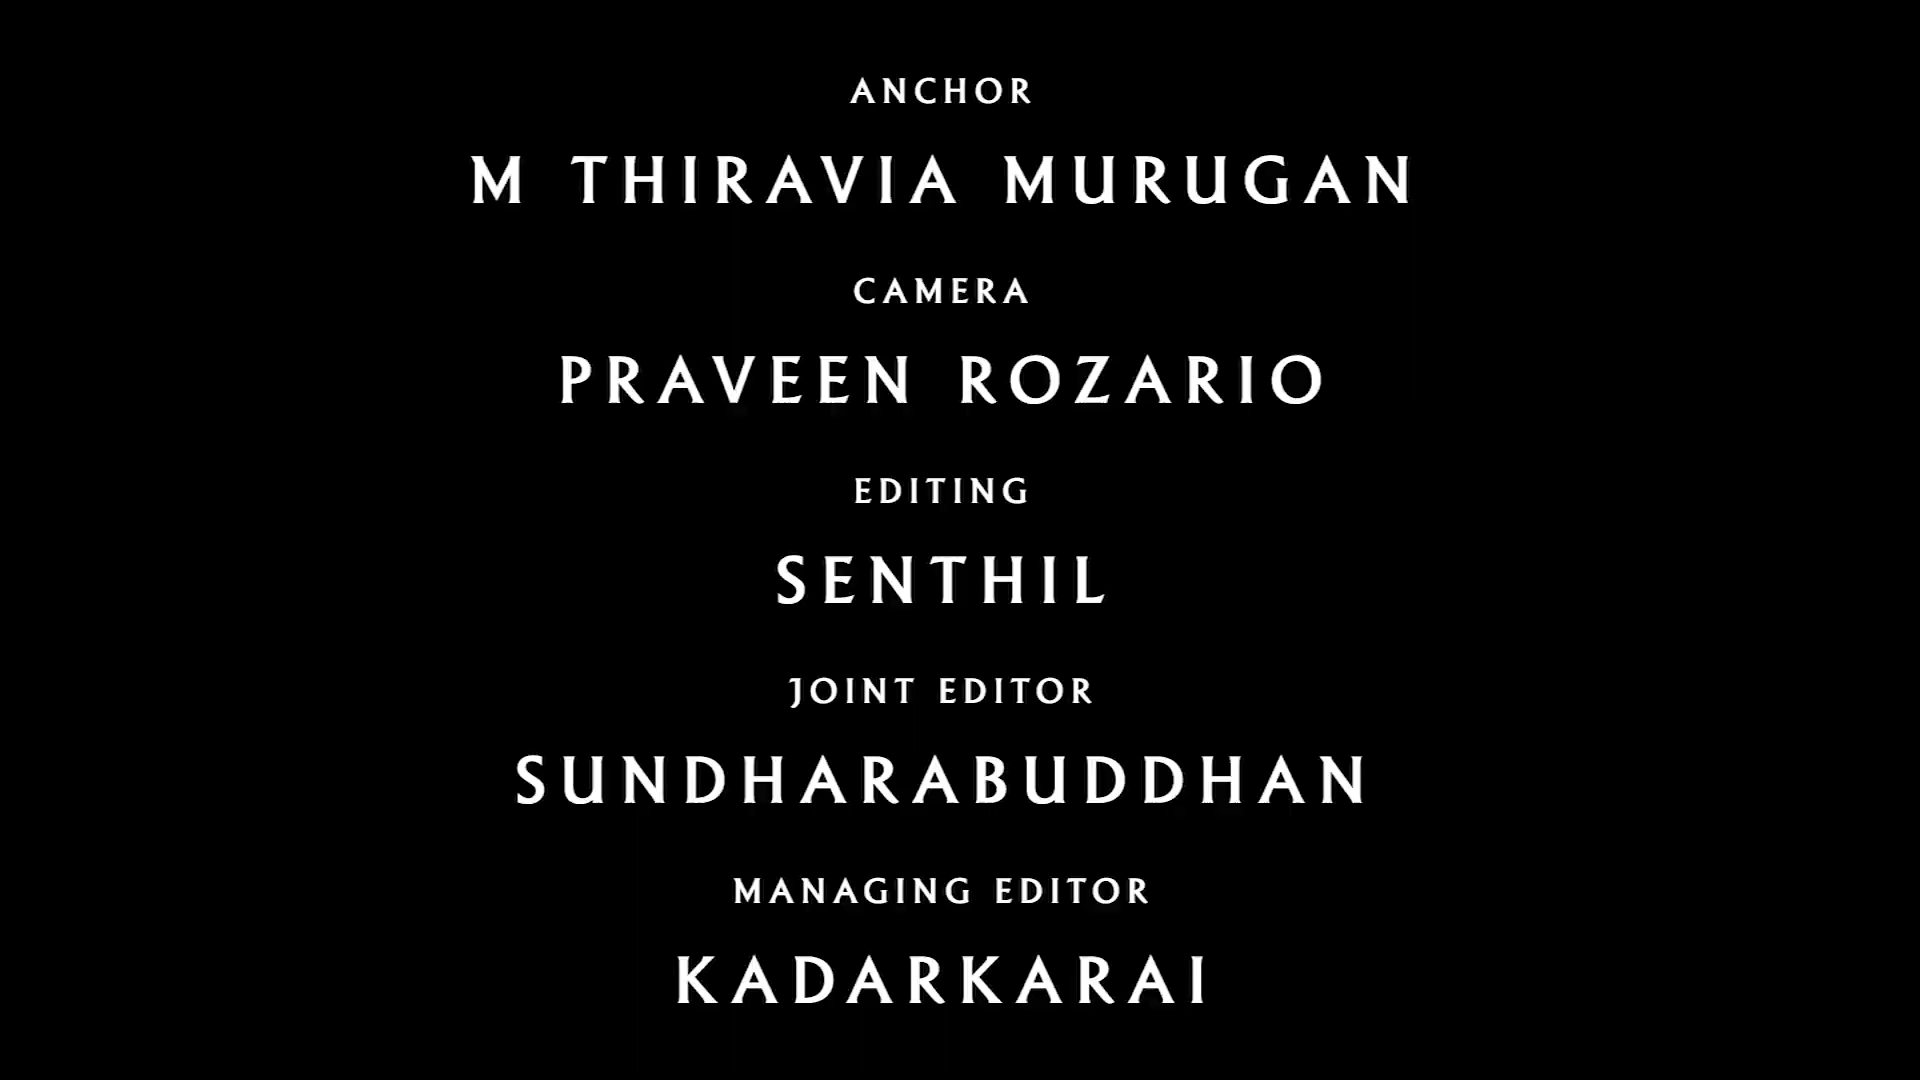 ANCHOR
M THIRAVIA MURUGAN
CAMERA
PRAVEEN ROZARIO
EDITING
SENTHIL
JOINT EDITOR
SUNDHARABUDDHAN
MANAGING EDITOR
KADARKARAI